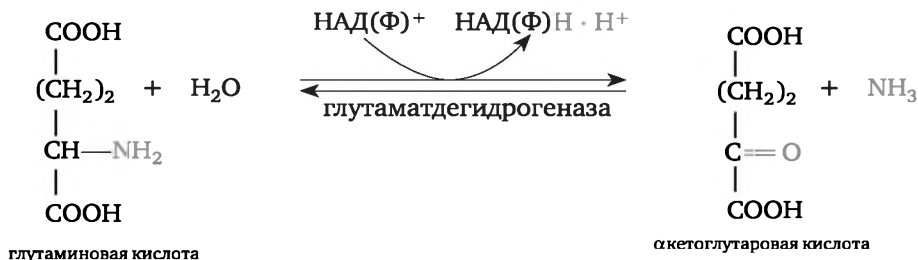 НАД(Ф)⁺ НАД(Ф)Н · Н⁺
COOH
(CH₂)₂ + H₂O
CH—NH₂
COOH
глутаминовая кислота
глутаматдегидрогеназа
COOH
(CH₂)₂ + NH₃
C═O
COOH
αкетоглутаровая кислота